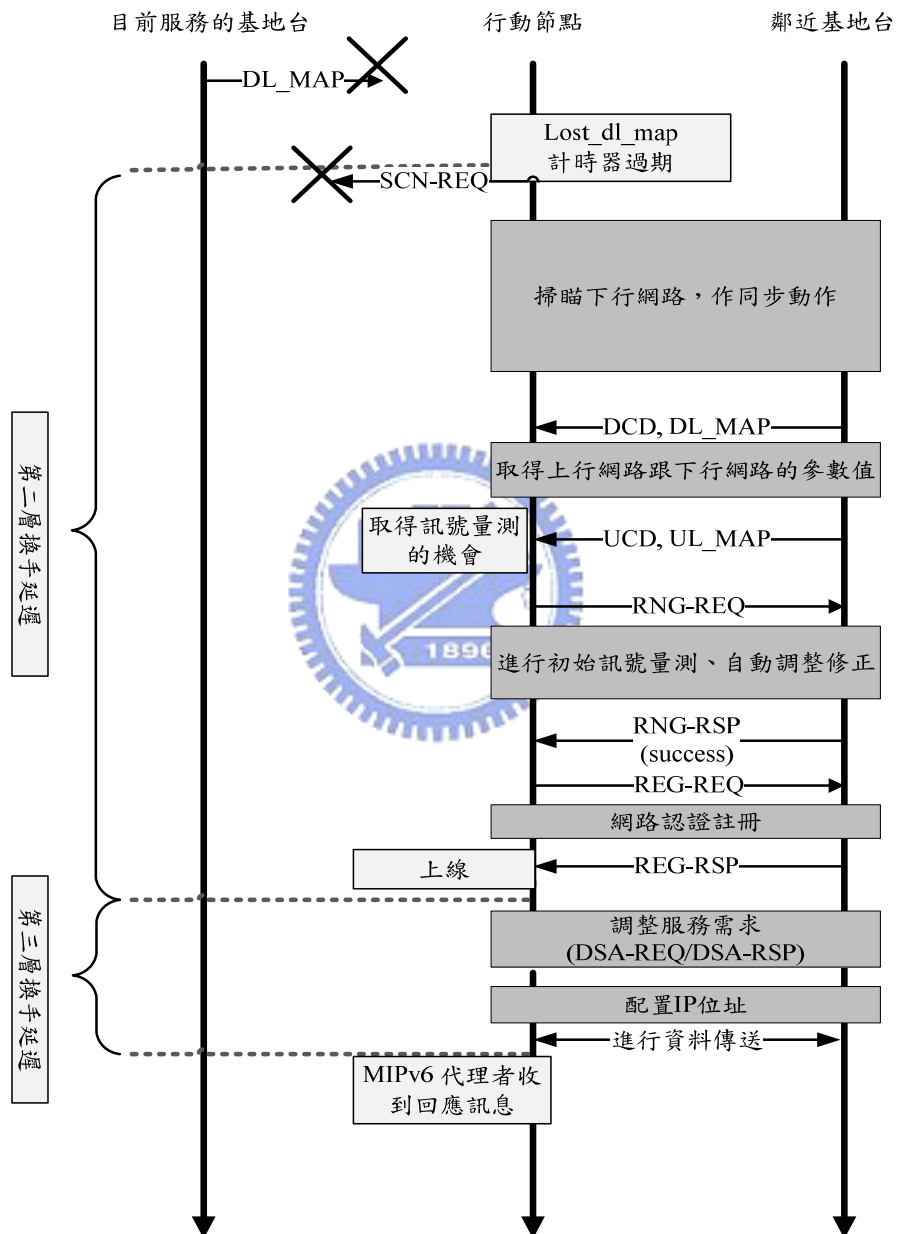 目前服務的基地台
行動節點
鄰近基地台
DL_MAP
Lost_dl_map
計時器過期
SCN-REQ
掃瞄下行網路，作同步動作
DCD, DL_MAP
取得上行網路跟下行網路的參數值
取得訊號量測
的機會
UCD, UL_MAP
RNG-REQ
1896
進行初始訊號量測、自動調整修正
RNG-RSP
(success)
REG-REQ
網路認證註冊
上線
REG-RSP
第二層換手延遲
調整服務需求
(DSA-REQ/DSA-RSP)
配置IP位址
進行資料傳送
第三層換手延遲
MIPv6 代理者收
到回應訊息